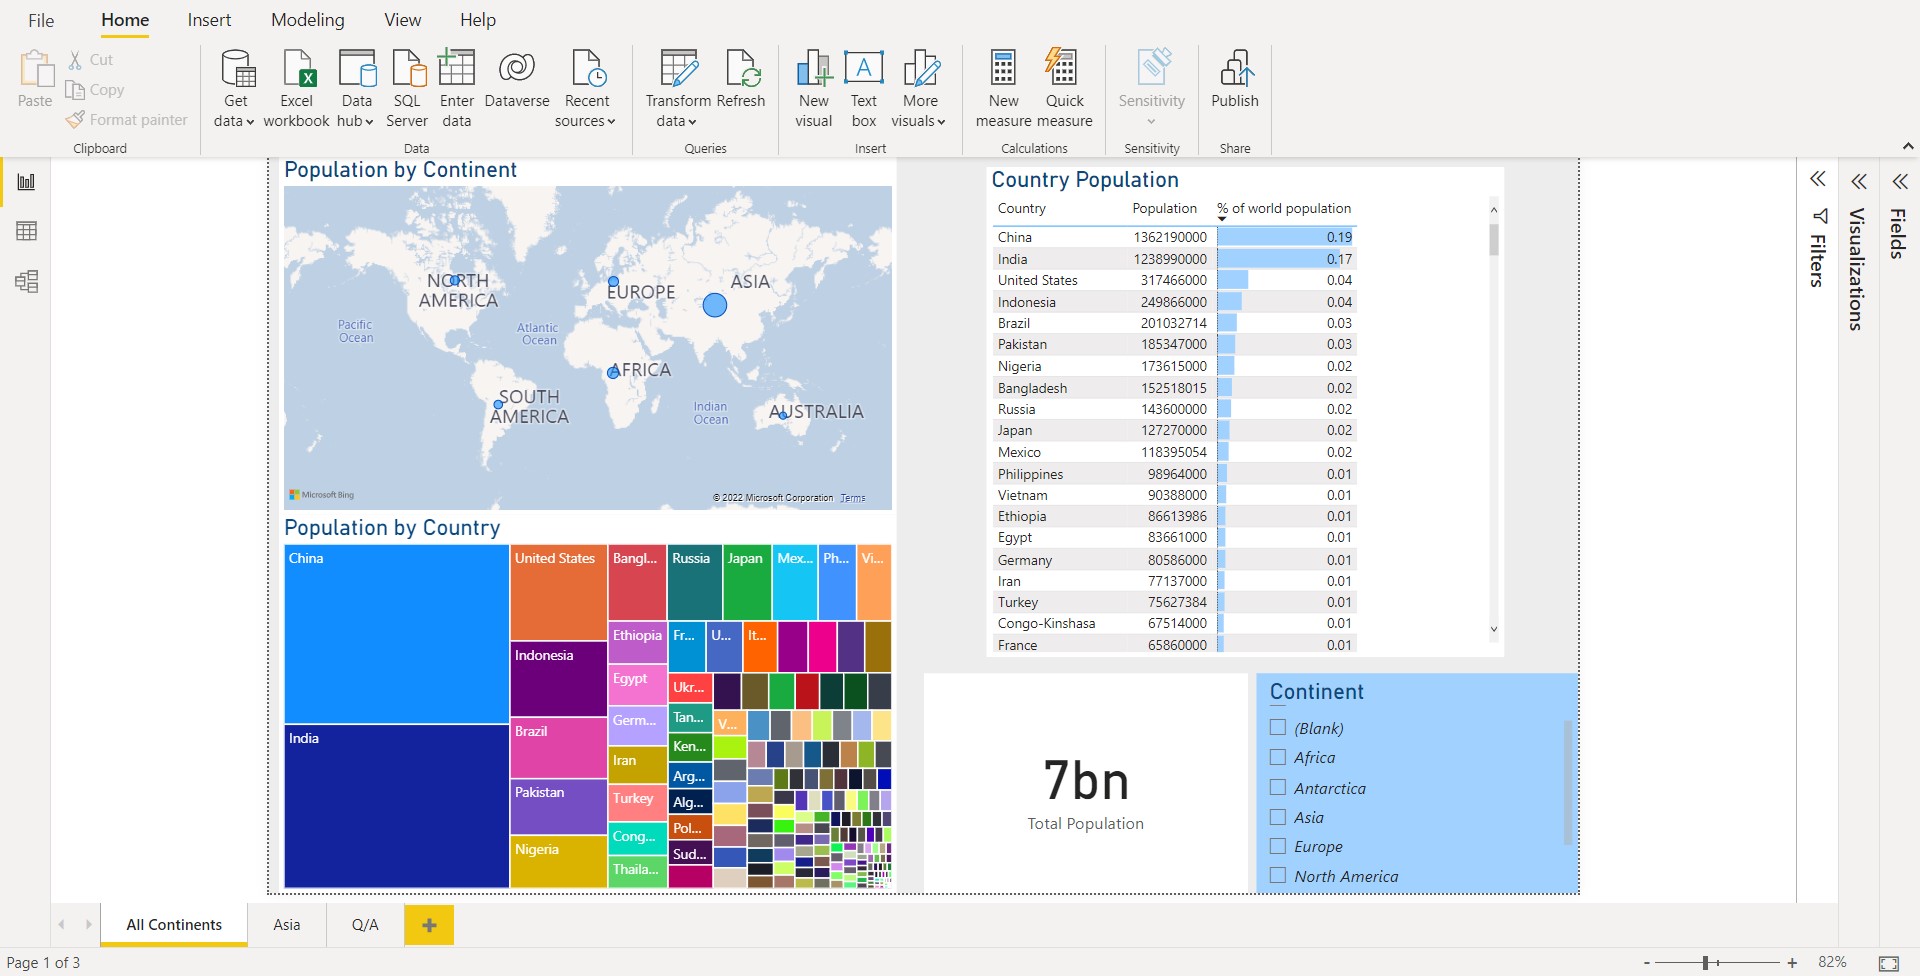 File Home Insert Modeling View Help
Paste
Cut
Copy
Format painter
Clipboard
Get data
Excel workbook
Data hub
SQL Server
Enter data
Dataverse
Recent sources
Data
Transform data
Refresh
Queries
New visual
Text box
More visuals
Insert
New measure
Quick measure
Calculations
Sensitivity
Sensitivity
Publish
Share
Population by Continent
NORTH AMERICA
EUROPE
ASIA
Pacific Ocean
Atlantic Ocean
AFRICA
SOUTH AMERICA
Indian Ocean
AUSTRALIA
Microsoft Bing
© 2022 Microsoft Corporation Terms
Population by Country
China
India
United States
Indonesia
Brazil
Pakistan
Nigeria
Bangl...
Ethiopia
Egypt
Germ...
Iran
Turkey
Cong...
Thaila...
Russia
Japan
Mex...
Ph...
Vi...
Fr...
U...
It...
Ukr...
Tan...
Ken...
Arg...
Alg...
Pol...
Sud...
V...
Country Population
Country Population % of world population
China 1362190000 0.19
India 1238990000 0.17
United States 317466000 0.04
Indonesia 249866000 0.04
Brazil 201032714 0.03
Pakistan 185347000 0.03
Nigeria 173615000 0.02
Bangladesh 152518015 0.02
Russia 143600000 0.02
Japan 127270000 0.02
Mexico 118395054 0.02
Philippines 98964000 0.01
Vietnam 90388000 0.01
Ethiopia 86613986 0.01
Egypt 83661000 0.01
Germany 80586000 0.01
Iran 77137000 0.01
Turkey 75627384 0.01
Congo-Kinshasa 67514000 0.01
France 65860000 0.01
7bn
Total Population
Continent
(Blank)
Africa
Antarctica
Asia
Europe
North America
Filters
Visualizations
Fields
All Continents Asia Q/A
Page 1 of 3
82%